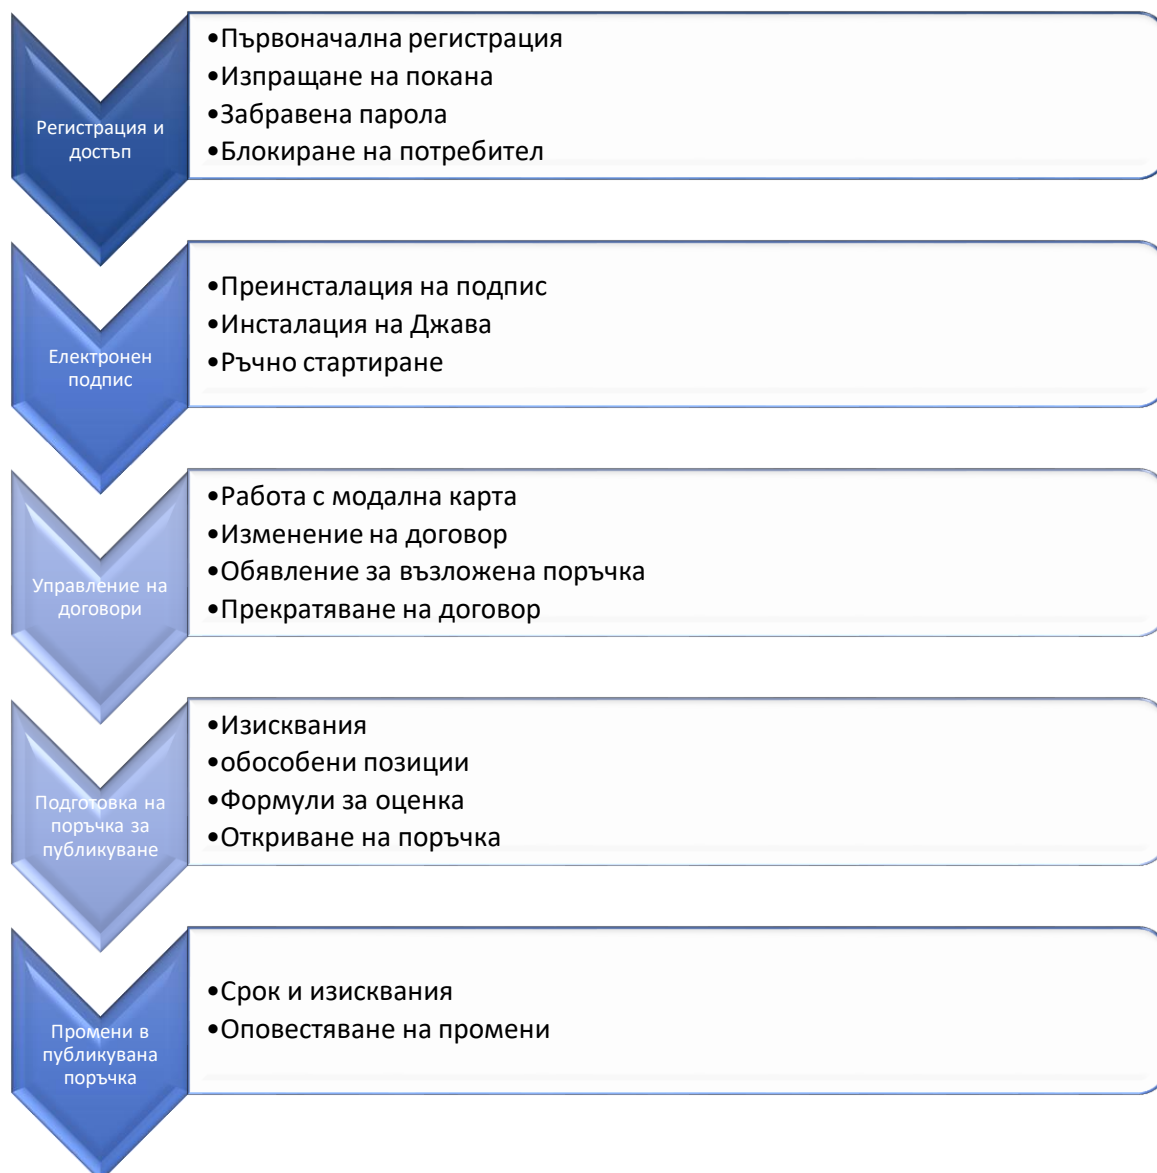 Регистрация и
достъп
•Първоначална регистрация
•Изпращане на покана
•Забравена парола
•Блокиране на потребител
Електронен
подпис
•Преинсталация на подпис
•Инсталация на Джава
•Ръчно стартиране
Управление на
договори
•Работа с модална карта
•Изменение на договор
•Обявление за възложена поръчка
•Прекратяване на договор
Подготовка на
поръчка за
публикуване
•Изисквания
•обособени позиции
•Формули за оценка
•Откриване на поръчка
Промени в
публикувана
поръчка
•Срок и изисквания
•Оповестяване на промени